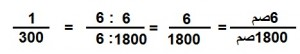 1/300 = 6 : 6/6 : 1800 = 6/1800 = 6صم/1800صم